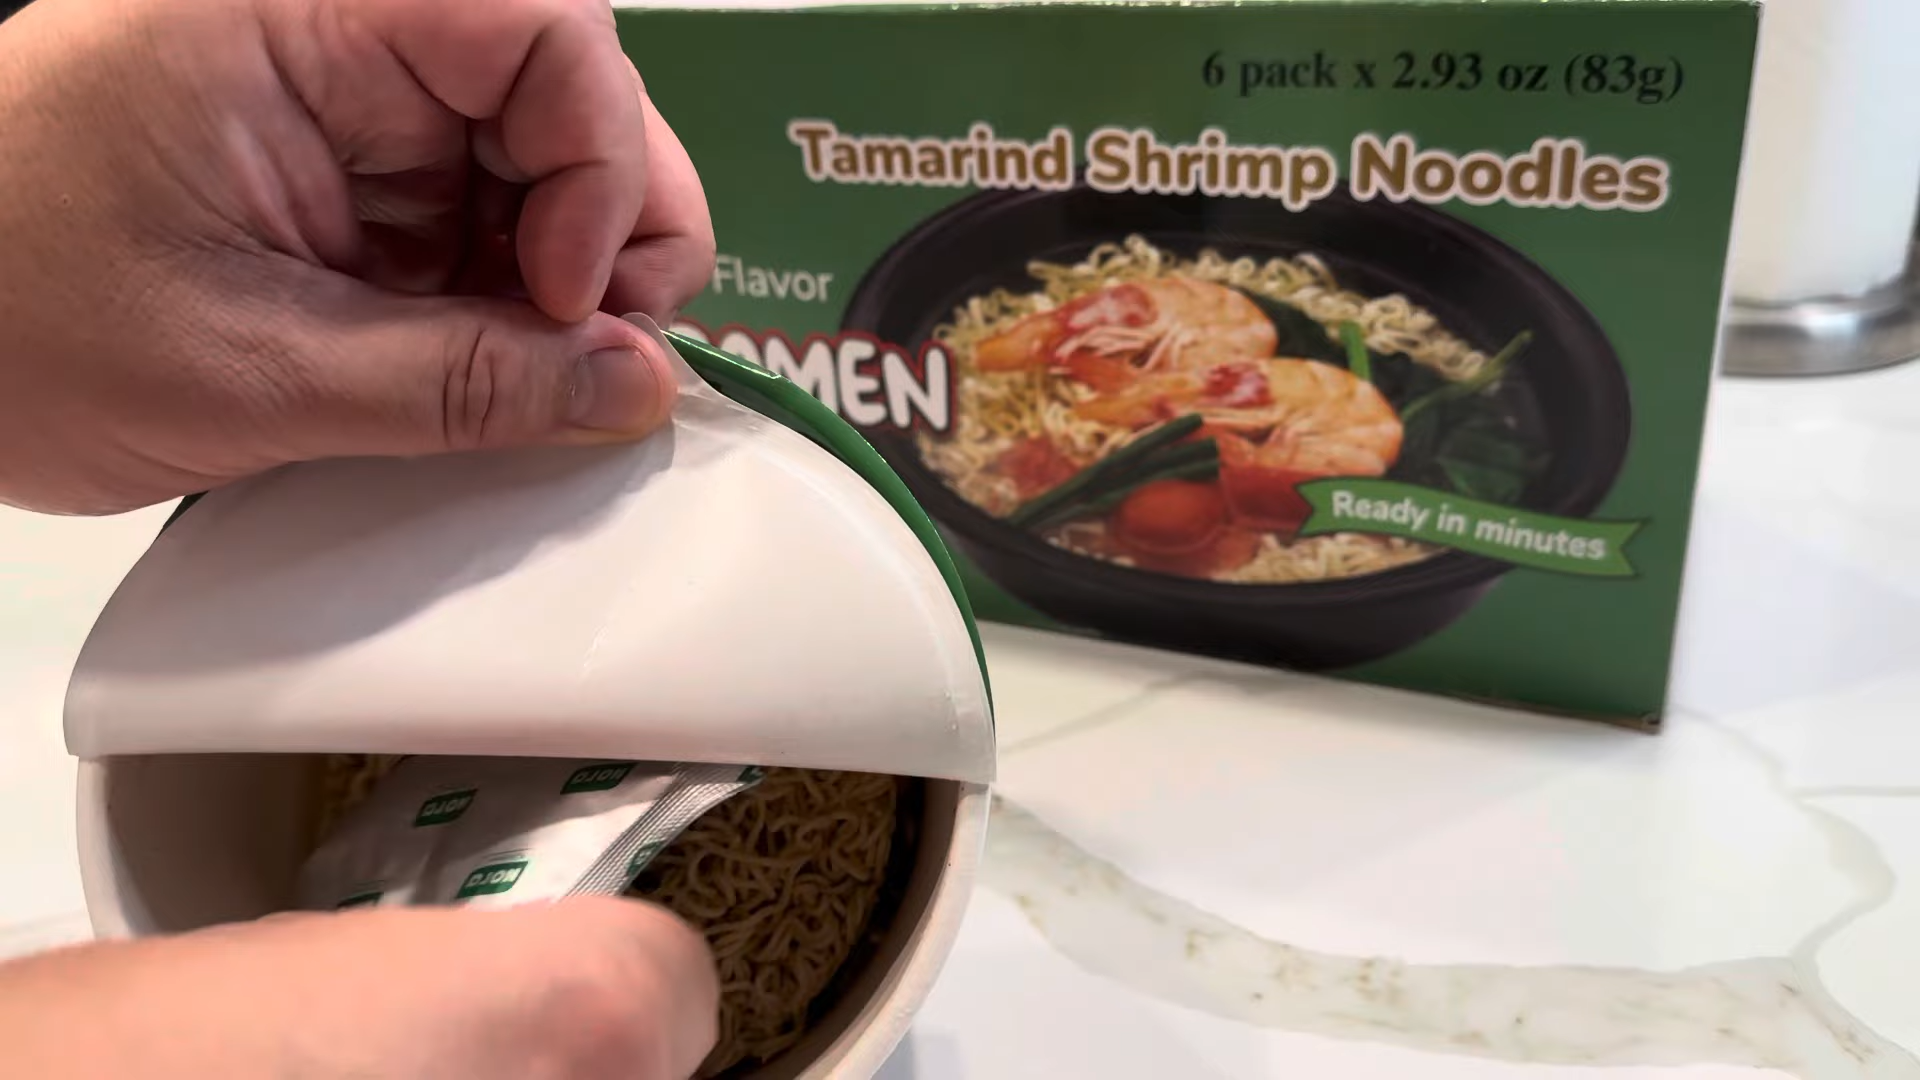 6 pack x 2.93 oz (83g)
Tamarind Shrimp Noodles
Flavor
Ready in minutes